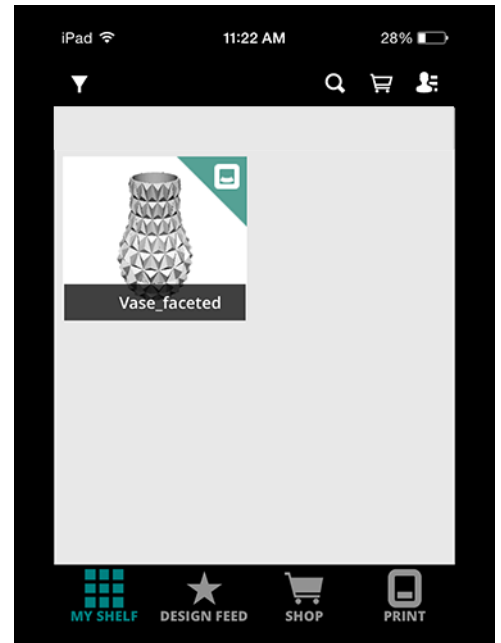 iPad 11:22 AM 28%
Vase_faceted
MY SHELF DESIGN FEED SHOP PRINT